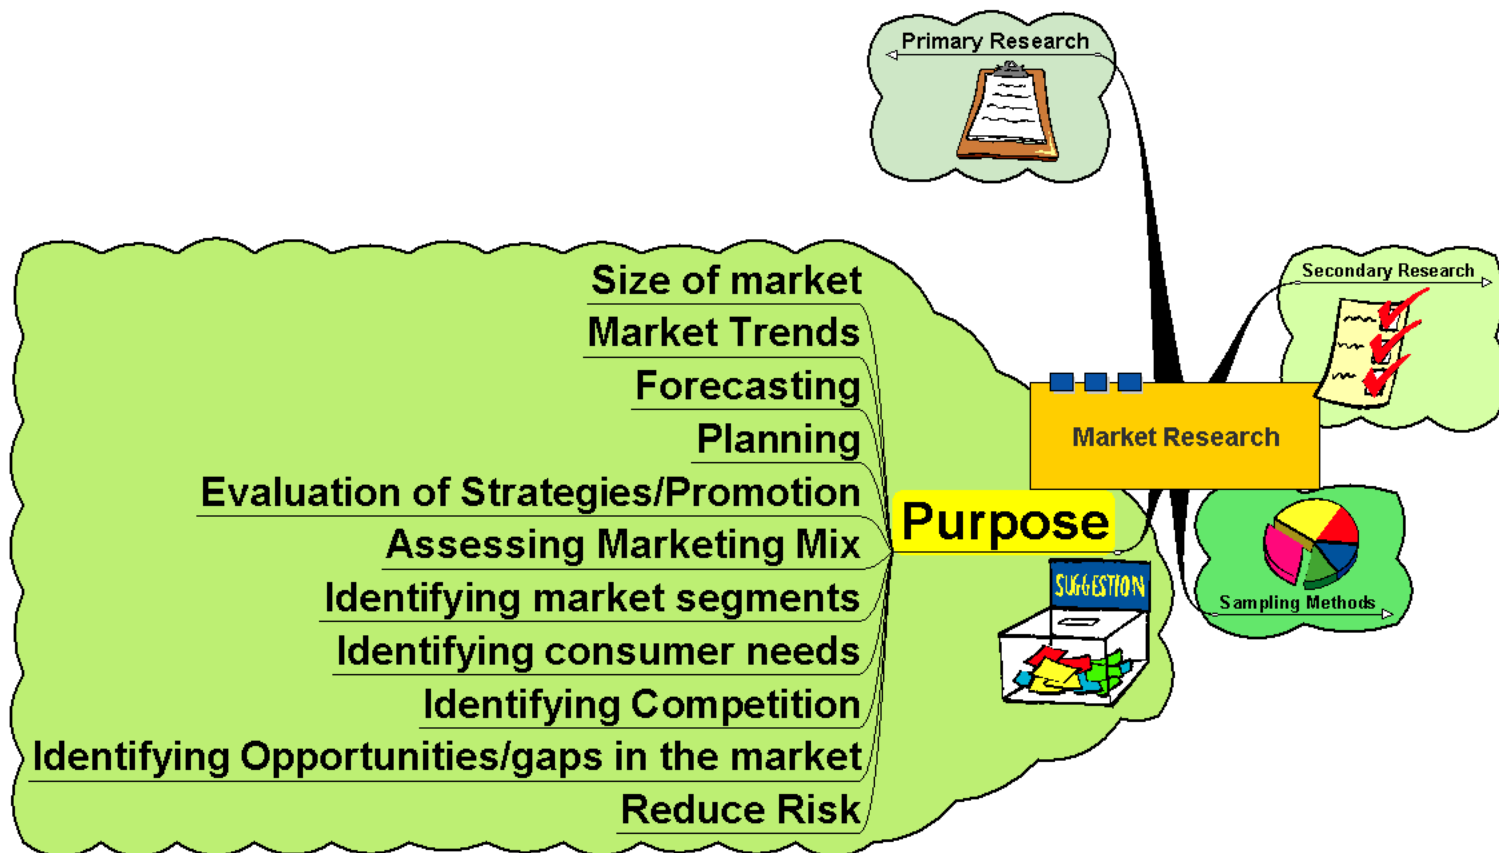 Primary Research
Secondary Research
Market Research
Sampling Methods
Purpose
SUGGESTION
Size of market
Market Trends
Forecasting
Planning
Evaluation of Strategies/Promotion
Assessing Marketing Mix
Identifying market segments
Identifying consumer needs
Identifying Competition
Identifying Opportunities/gaps in the market
Reduce Risk